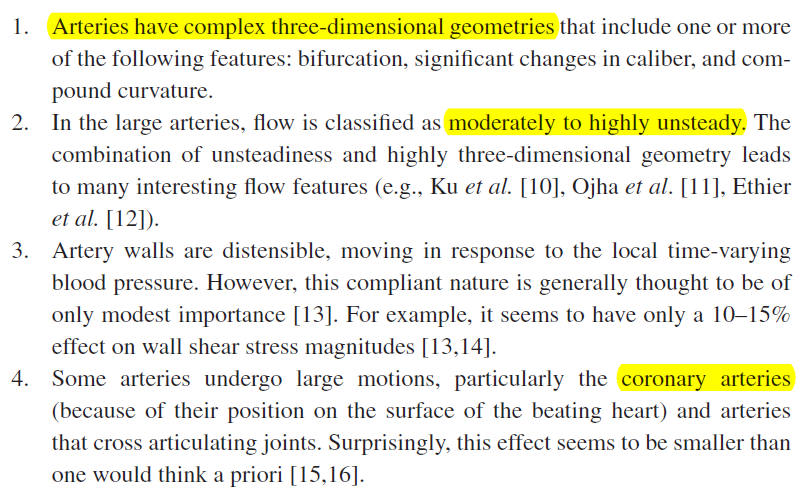 1. Arteries have complex three-dimensional geometries that include one or more
of the following features: bifurcation, significant changes in caliber, and com-
pound curvature.
2. In the large arteries, flow is classified as moderately to highly unsteady. The
combination of unsteadiness and highly three-dimensional geometry leads
to many interesting flow features (e.g., Ku et al. [10], Ojha et al. [11], Ethier
et al. [12]).
3. Artery walls are distensible, moving in response to the local time-varying
blood pressure. However, this compliant nature is generally thought to be of
only modest importance [13]. For example, it seems to have only a 10–15%
effect on wall shear stress magnitudes [13,14].
4. Some arteries undergo large motions, particularly the coronary arteries
(because of their position on the surface of the beating heart) and arteries
that cross articulating joints. Surprisingly, this effect seems to be smaller than
one would think a priori [15,16].